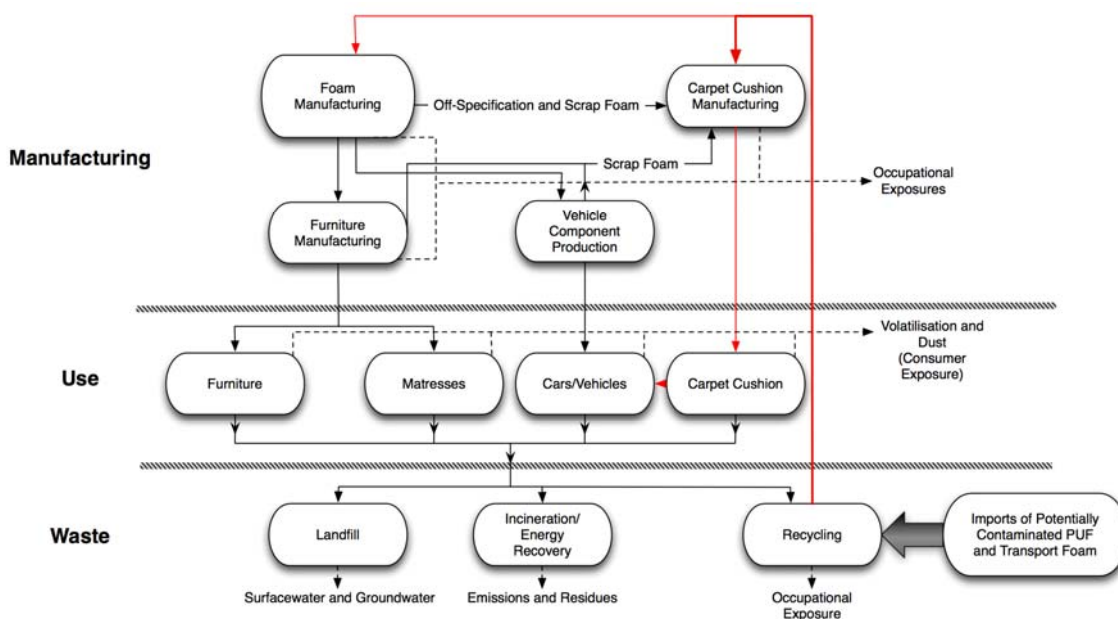 Foam
Manufacturing
Off-Specification and Scrap Foam
Carpet Cushion
Manufacturing
Manufacturing
Scrap Foam
Occupational
Exposures
Furniture
Manufacturing
Vehicle
Component
Production
Volatilisation and
Dust
(Consumer
Exposure)
Use
Furniture
Matresses
Cars/Vehicles
Carpet Cushion
Waste
Landfill
Incineration/
Energy
Recovery
Recycling
Imports of Potentially
Contaminated PUF
and Transport Foam
Surfacewater and Groundwater
Emissions and Residues
Occupational
Exposure